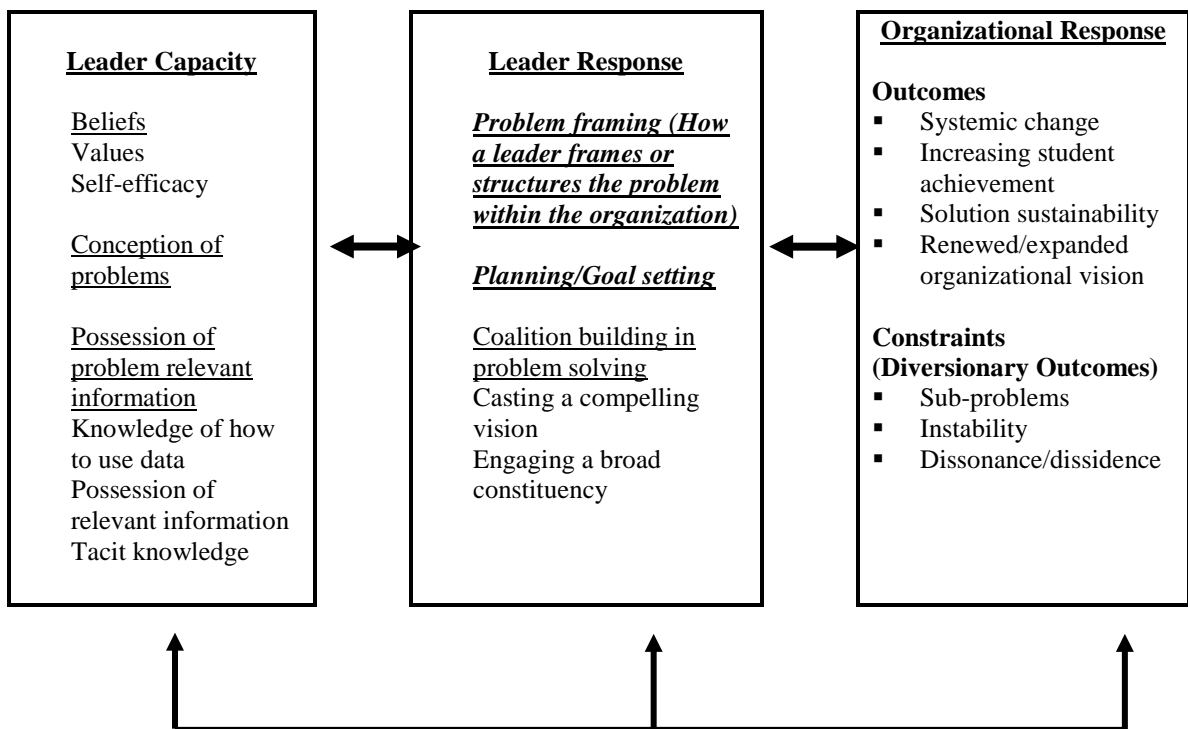 Leader Capacity
Beliefs
Values
Self-efficacy
Conception of
problems
Possession of
problem relevant
information
Knowledge of how
to use data
Possession of
relevant information
Tacit knowledge
Leader Response
Problem framing (How
a leader frames or
structures the problem
within the organization)
Planning/Goal setting
Coalition building in
problem solving
Casting a compelling
vision
Engaging a broad
constituency
Organizational Response
Outcomes
▪ Systemic change
▪ Increasing student
achievement
▪ Solution sustainability
▪ Renewed/expanded
organizational vision
Constraints
(Diversionary Outcomes)
▪ Sub-problems
▪ Instability
▪ Dissonance/dissidence